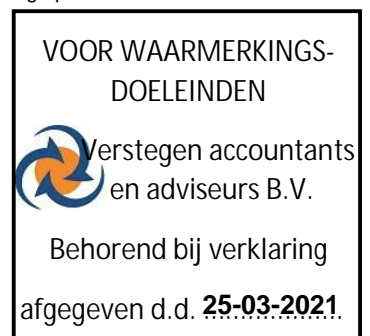 VOOR WAARMERKINGS-
DOELEINDEN
Verstegen accountants
en adviseurs B.V.
Behorend bij verklaring
afgegeven d.d. 25-03-2021.